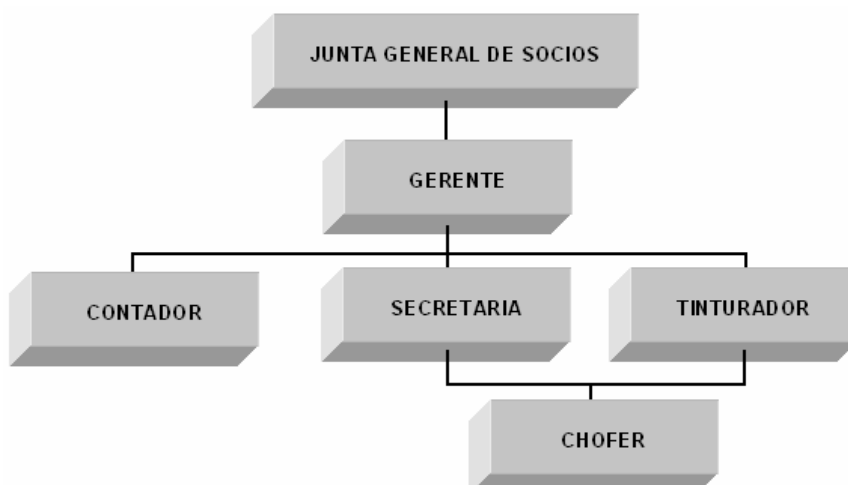 JUNTA GENERAL DE SOCIOS
GERENTE
CONTADOR
SECRETARIA
TINTURADOR
CHOFER